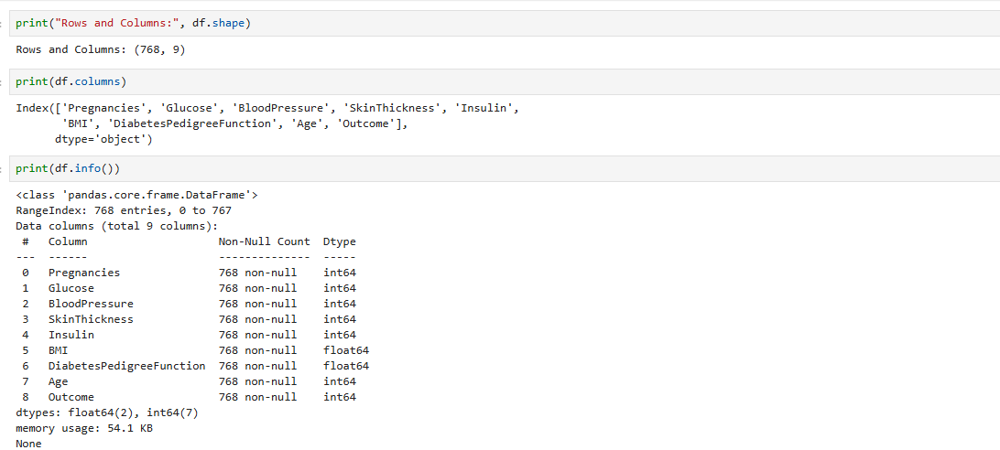 print("Rows and Columns:", df.shape)
Rows and Columns: (768, 9)
print(df.columns)
Index(['Pregnancies', 'Glucose', 'BloodPressure', 'SkinThickness', 'Insulin',
       'BMI', 'DiabetesPedigreeFunction', 'Age', 'Outcome'],
      dtype='object')
print(df.info())
<class 'pandas.core.frame.DataFrame'>
RangeIndex: 768 entries, 0 to 767
Data columns (total 9 columns):
 #   Column                    Non-Null Count  Dtype
---  ------                    --------------  -----
 0   Pregnancies               768 non-null    int64
 1   Glucose                   768 non-null    int64
 2   BloodPressure             768 non-null    int64
 3   SkinThickness             768 non-null    int64
 4   Insulin                   768 non-null    int64
 5   BMI                       768 non-null    float64
 6   DiabetesPedigreeFunction  768 non-null    float64
 7   Age                       768 non-null    int64
 8   Outcome                   768 non-null    int64
dtypes: float64(2), int64(7)
memory usage: 54.1 KB
None